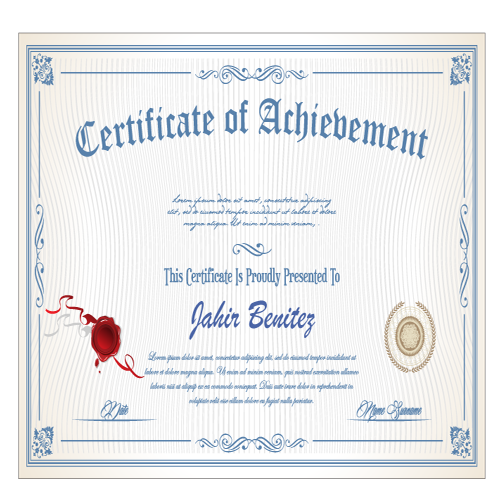 Certificate of Achievement
Lorem ipsum dolor sit amet, consectetur adipiscing
elit, sed do eiusmod tempor incididunt ut labore et dolore
magna aliqua. Ut enim ad minim veniam,
This Certificate Is Proudly Presented To
Jahir Benitez
Lorem ipsum dolor sit amet, consectetur adipiscing elit, sed do eiusmod tempor incididunt ut
labore et dolore magna aliqua. Ut enim ad minim veniam, quis nostrud exercitation ullamco
laboris nisi ut aliquip ex ea commodo consequat. Duis aute irure dolor in reprehenderit in
voluptate velit esse cillum dolore eu fugiat nulla pariatur.
Date
Name Surname